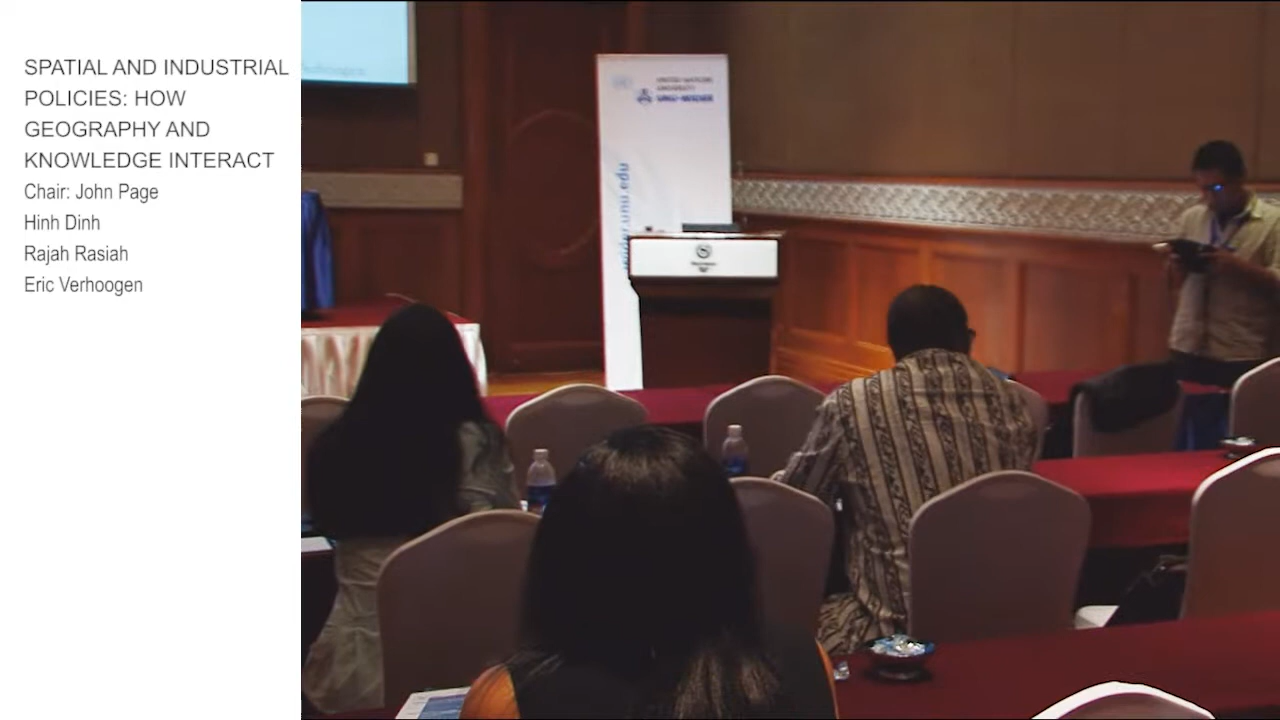 SPATIAL AND INDUSTRIAL
POLICIES: HOW
GEOGRAPHY AND
KNOWLEDGE INTERACT
Chair: John Page
Hinh Dinh
Rajah Rasiah
Eric Verhoogen
UNITED NATIONS
UNIVERSITY
UNU-WIDER
wider.unu.edu